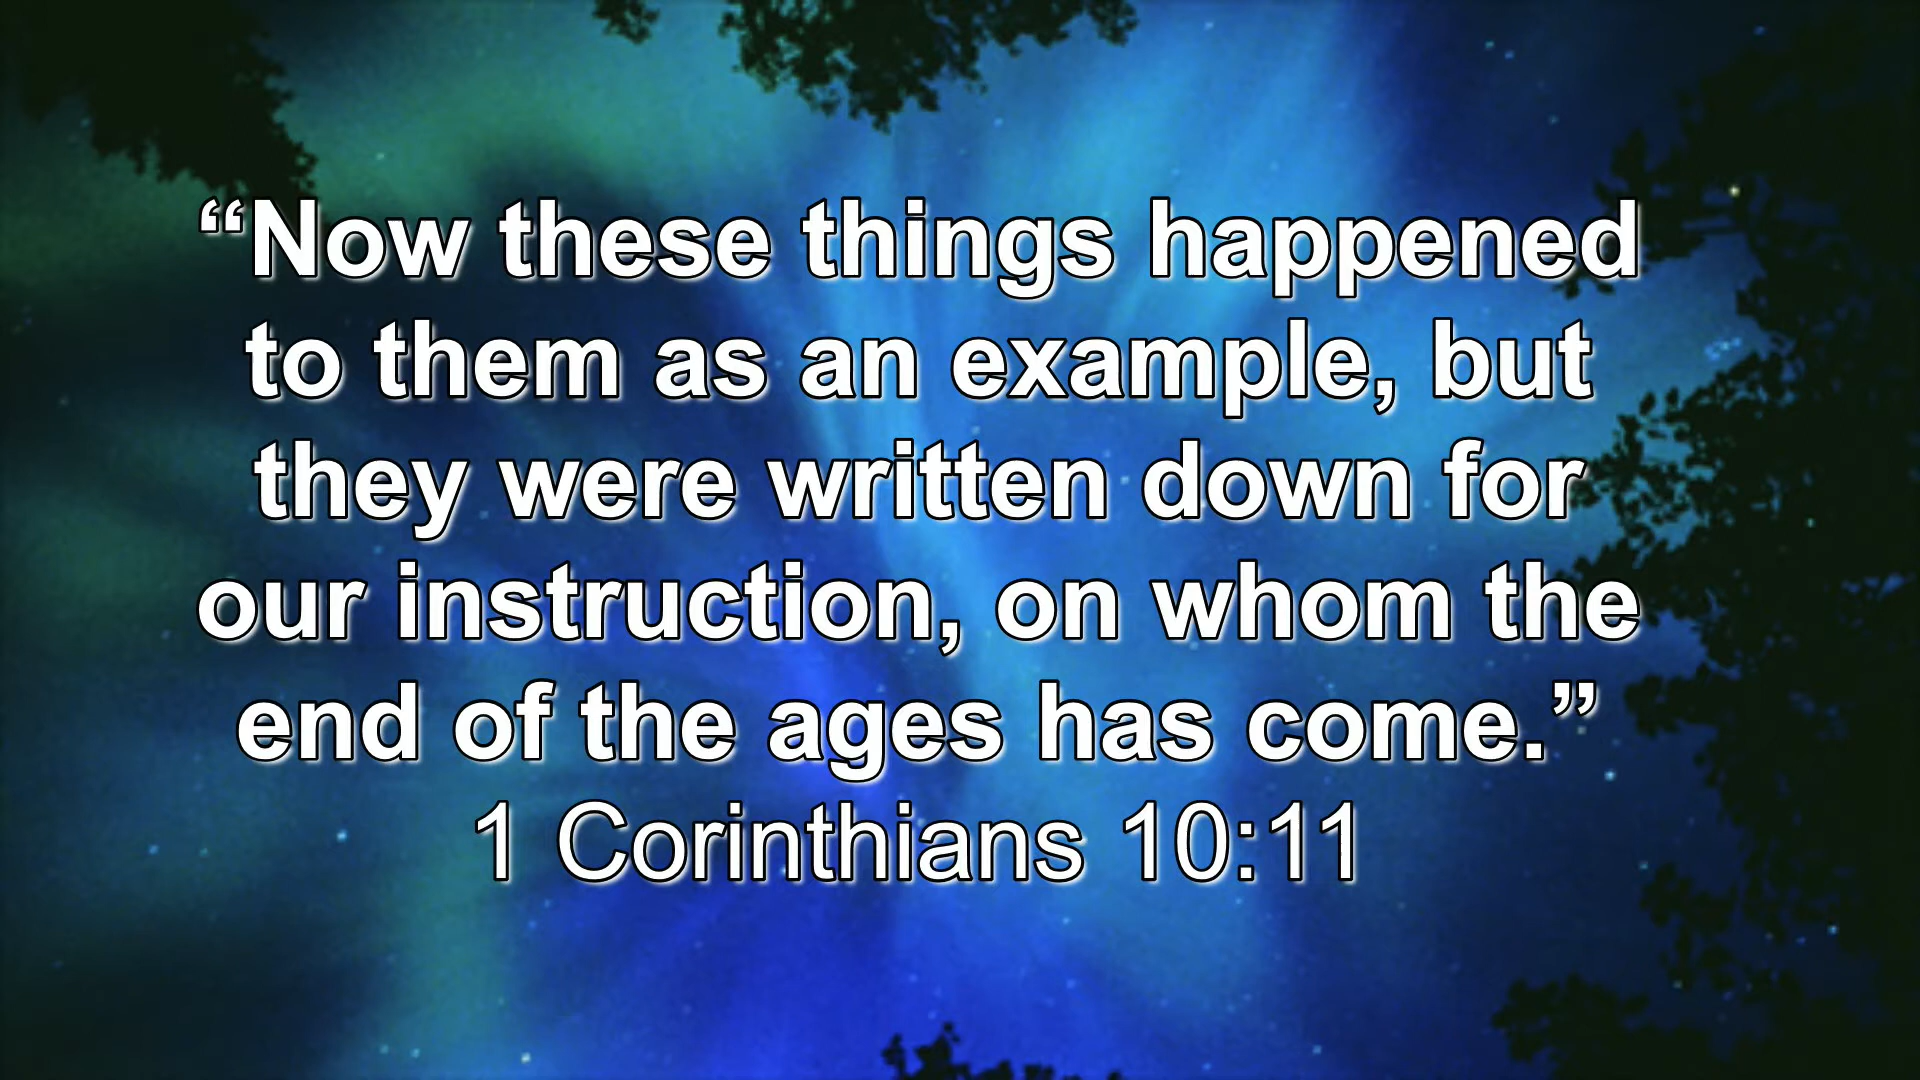 “Now these things happened
to them as an example, but
they were written down for
our instruction, on whom the
end of the ages has come.”
1 Corinthians 10:11